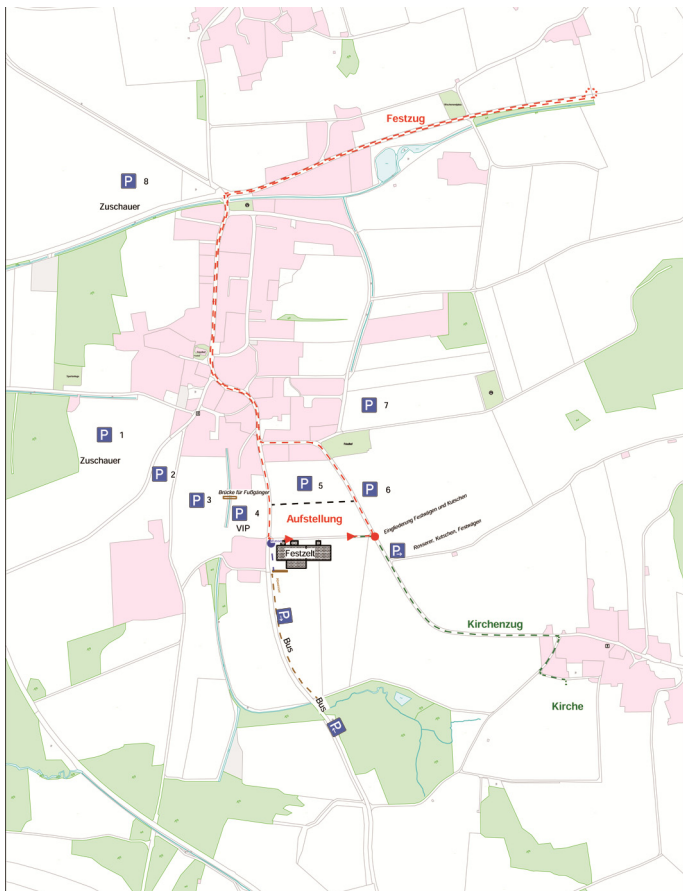 Festzug
P 8
Zuschauer
P 7
P 1
Zuschauer
P 2
P 3
Brücke für Fußgänger
P 4
VIP
P 5
P 6
Aufstellung
Eingliederung Festwägen und Kutschen
Rosserer, Kutschen, Festwägen
P
Festzelt
P
Bus
Bus
P
Kirchenzug
Kirche